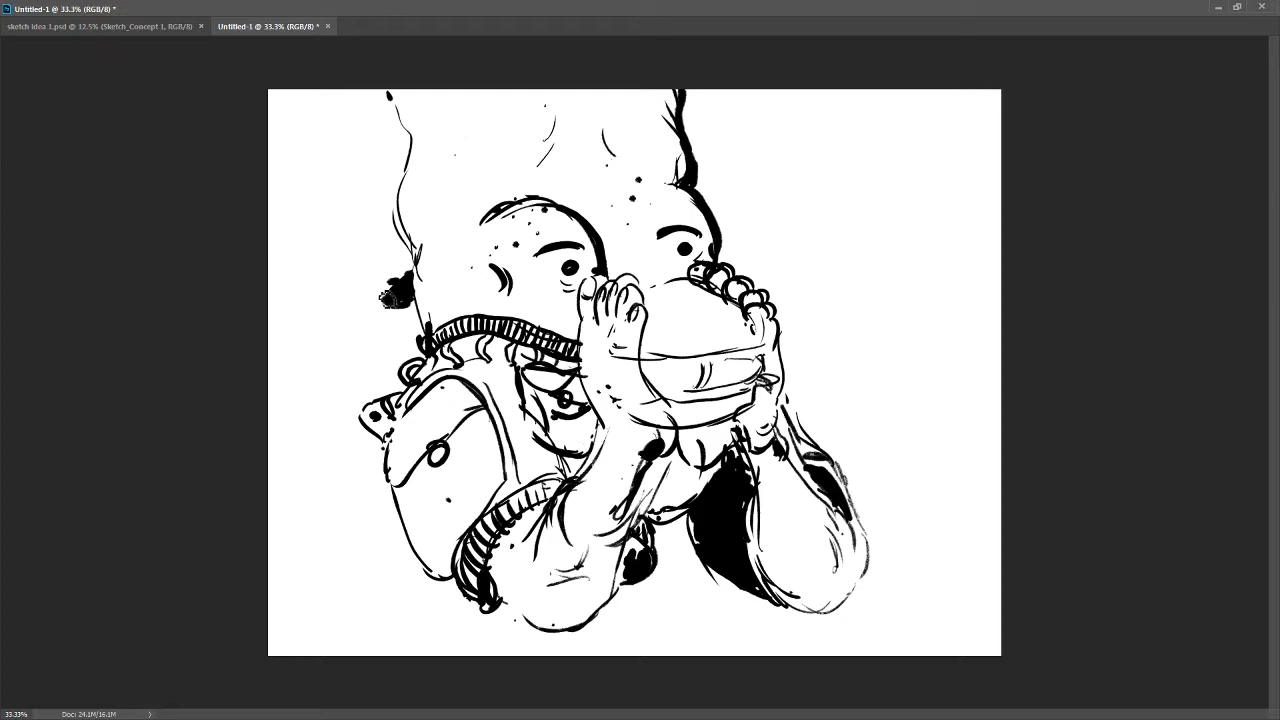 Untitled-1 @ 33.3% (RGB/8) *
sketch idea 1.psd @ 12.5% (Sketch_Concept 1, RGB/8) ×
Untitled-1 @ 33.3% (RGB/8) * ×
33.33%
Doc: 24.1M/16.1M